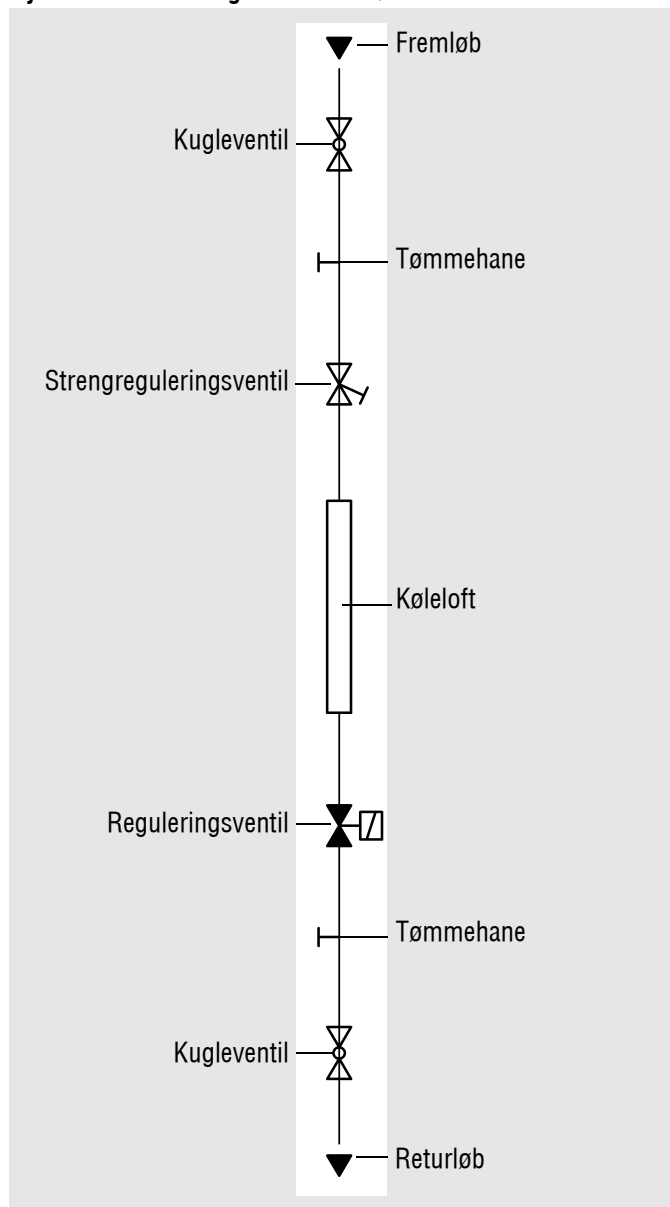 Fremløb
Kugleventil
Tømmehane
Strengreguleringsventil
Køleloft
Reguleringsventil
Tømmehane
Kugleventil
Returløb